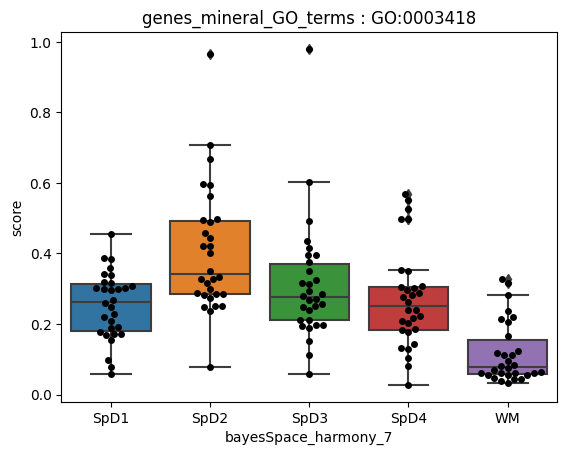 genes_mineral_GO_terms : GO:0003418
1.0
0.8
0.6
0.4
0.2
0.0
score
SpD1 SpD2 SpD3 SpD4 WM
bayesSpace_harmony_7